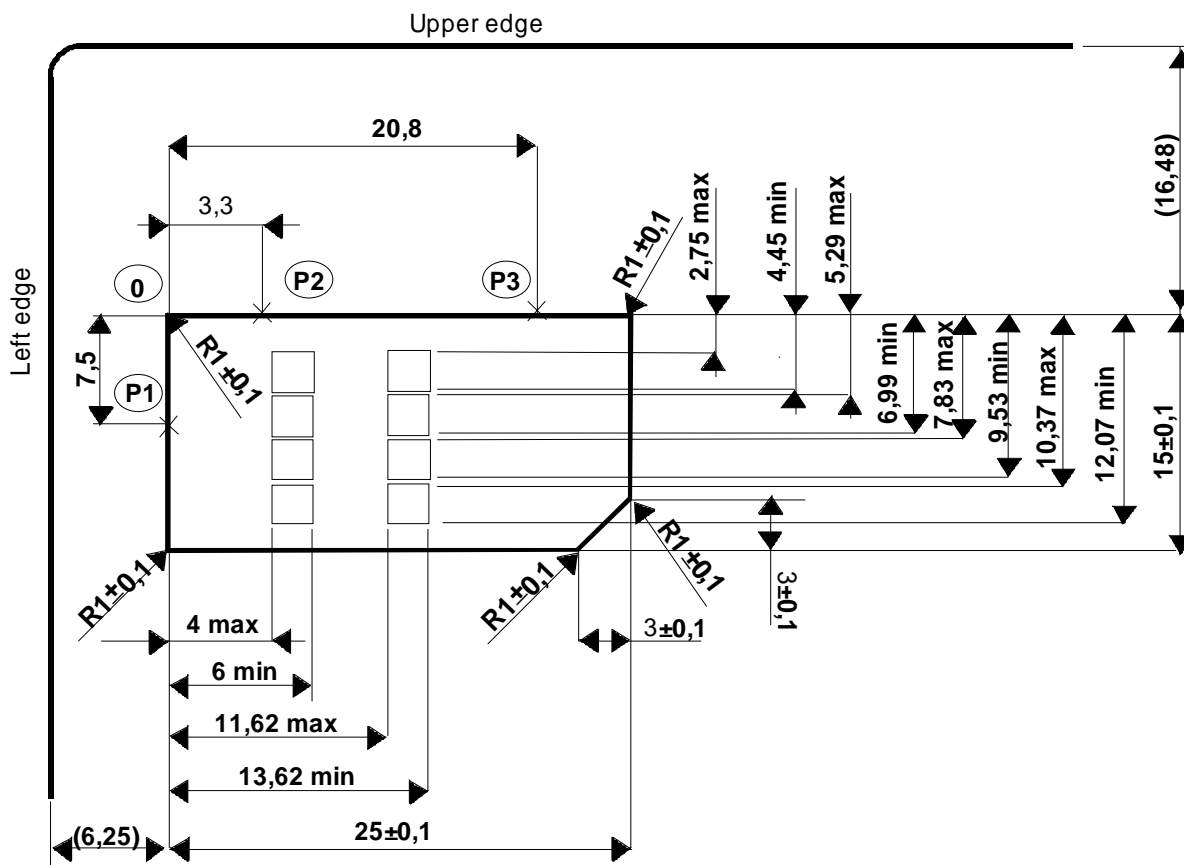 Upper edge
Left edge
20,8
3,3
0
P2
P3
R1±0,1
2,75 max
4,45 min
5,29 max
(16,48)
7,5
P1
R1±0,1
6,99 min
7,83 max
9,53 min
10,37 max
12,07 min
15±0,1
R1±0,1
R1±0,1
R1±0,1
3±0,1
3±0,1
4 max
6 min
11,62 max
13,62 min
(6,25)
25±0,1